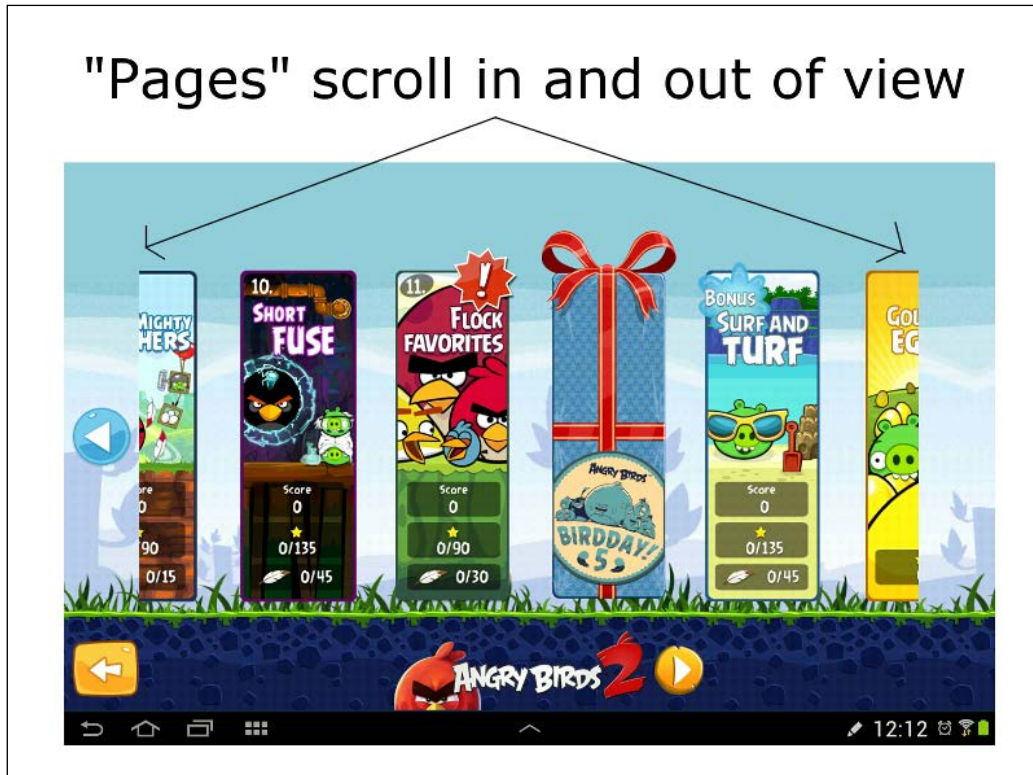 "Pages" scroll in and out of view
MIGHTY
HERS
ore
0
90
0/15
10.
SHORT
FUSE
Score
0
0/135
0/45
11.
!
FLOCK
FAVORITES
Score
0
0/90
0/30
ANGRY BIRDS
BIRDDAY!
5
BONUS
SURF AND
TURF
Score
0
0/135
0/45
GOL
EG
ANGRY BIRDS 2
12:12